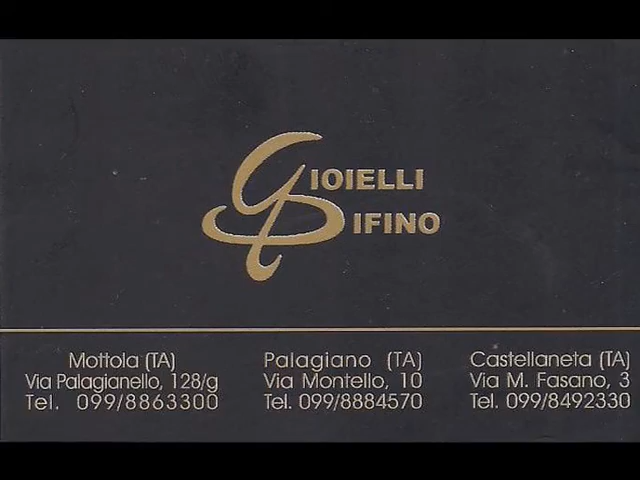 GIOIELLI
DIFINO
Mottola (TA)
Via Palagianello, 128/g
Tel. 099/8863300
Palagiano (TA)
Via Montello, 10
Tel. 099/8884570
Castellaneta (TA)
Via M. Fasano, 3
Tel. 099/8492330